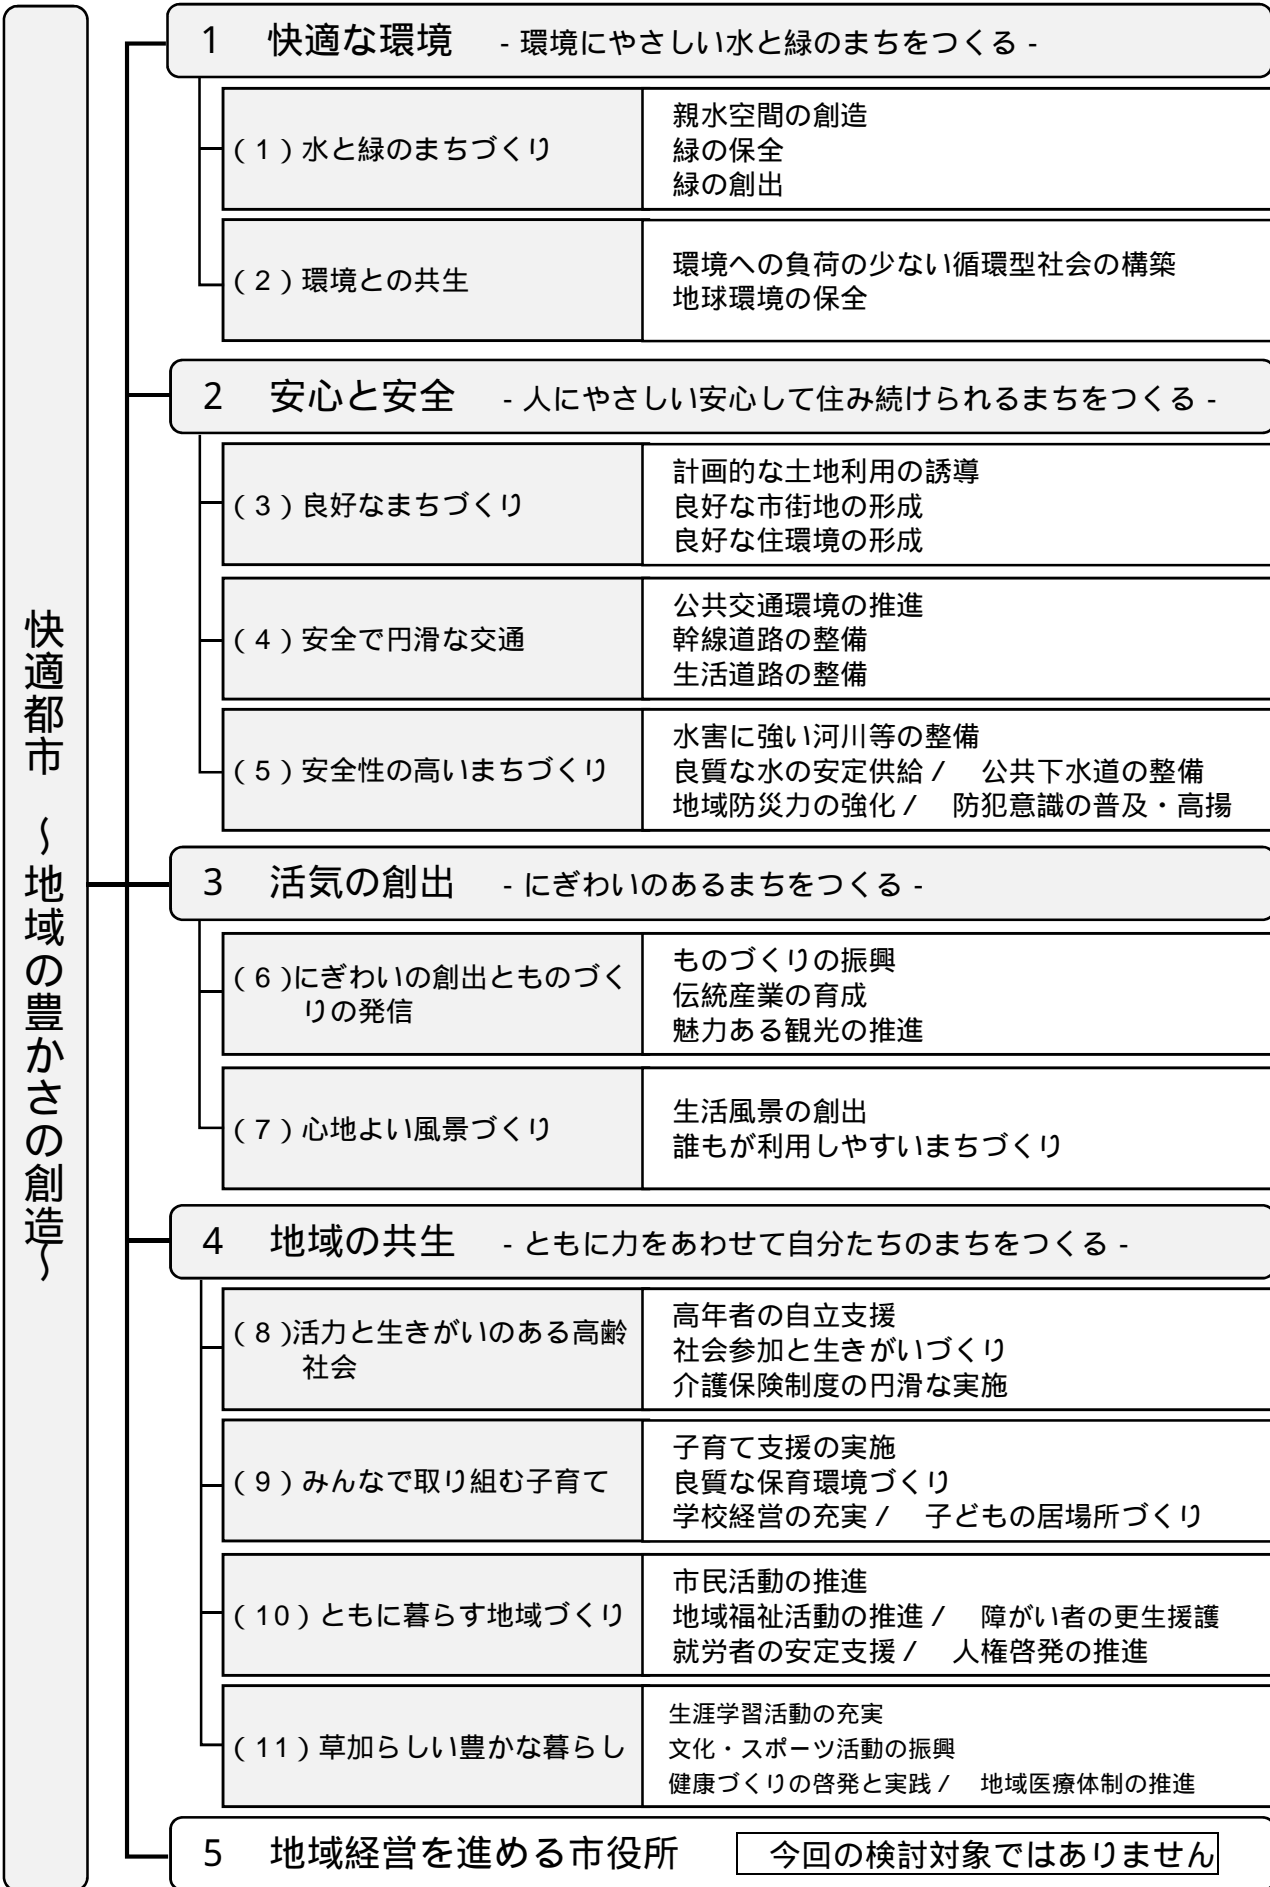 快適都市 ～地域の豊かさの創造～
1 快適な環境 - 環境にやさしい水と緑のまちをつくる -
(1)水と緑のまちづくり
親水空間の創造
緑の保全
緑の創出
(2)環境との共生
環境への負荷の少ない循環型社会の構築
地球環境の保全
2 安心と安全 - 人にやさしい安心して住み続けられるまちをつくる -
(3)良好なまちづくり
計画的な土地利用の誘導
良好な市街地の形成
良好な住環境の形成
(4)安全で円滑な交通
公共交通環境の推進
幹線道路の整備
生活道路の整備
(5)安全性の高いまちづくり
水害に強い河川等の整備
良質な水の安定供給/ 公共下水道の整備
地域防災力の強化/ 防犯意識の普及・高揚
3 活気の創出 - にぎわいのあるまちをつくる -
(6)にぎわいの創出とものづく
りの発信
ものづくりの振興
伝統産業の育成
魅力ある観光の推進
(7)心地よい風景づくり
生活風景の創出
誰もが利用しやすいまちづくり
4 地域の共生 - ともに力をあわせて自分たちのまちをつくる -
(8)活力と生きがいのある高齢
社会
高年者の自立支援
社会参加と生きがいづくり
介護保険制度の円滑な実施
(9)みんなで取り組む子育て
子育て支援の実施
良質な保育環境づくり
学校経営の充実/ 子どもの居場所づくり
(10)ともに暮らす地域づくり
市民活動の推進
地域福祉活動の推進/ 障がい者の更生援護
就労者の安定支援/ 人権啓発の推進
(11)草加らしい豊かな暮らし
生涯学習活動の充実
文化・スポーツ活動の振興
健康づくりの啓発と実践/ 地域医療体制の推進
5 地域経営を進める市役所 今回の検討対象ではありません